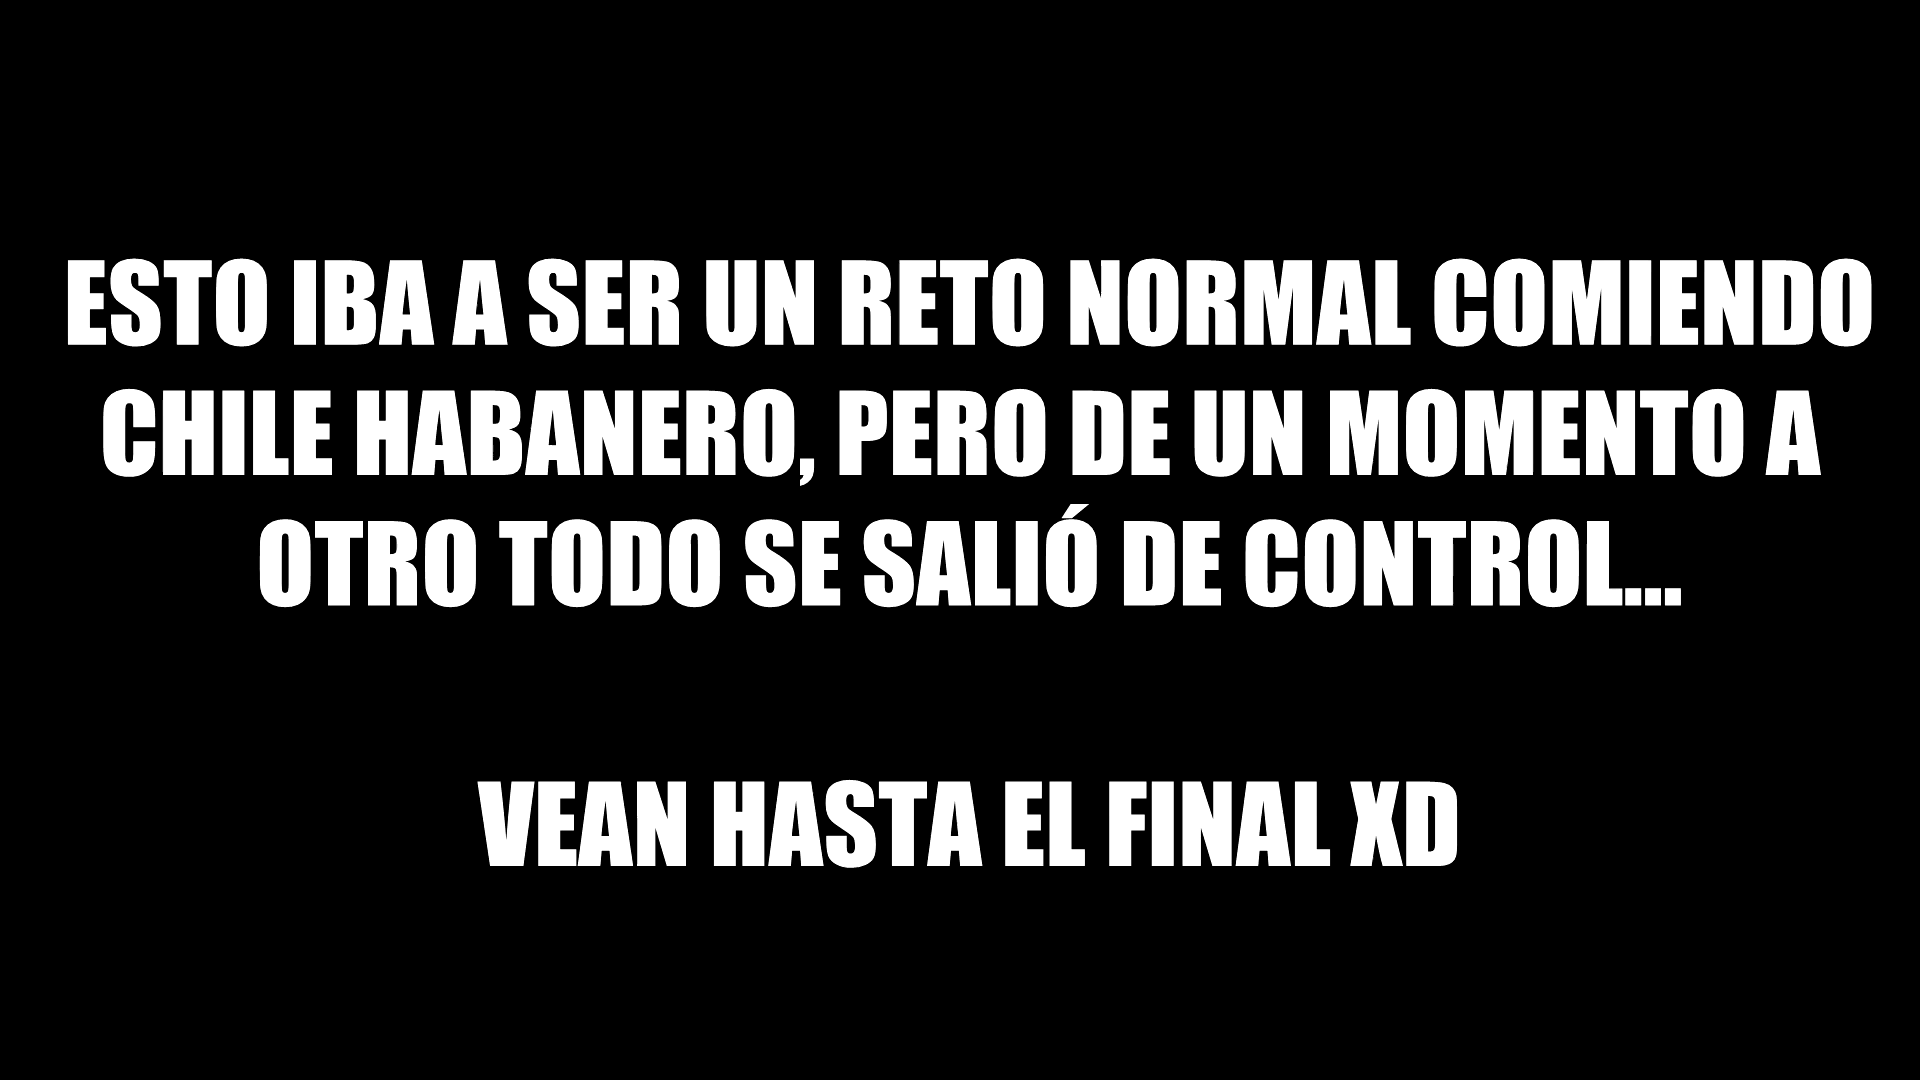 ESTO IBA A SER UN RETO NORMAL COMIENDO
CHILE HABANERO, PERO DE UN MOMENTO A
OTRO TODO SE SALIÓ DE CONTROL...
VEAN HASTA EL FINAL XD